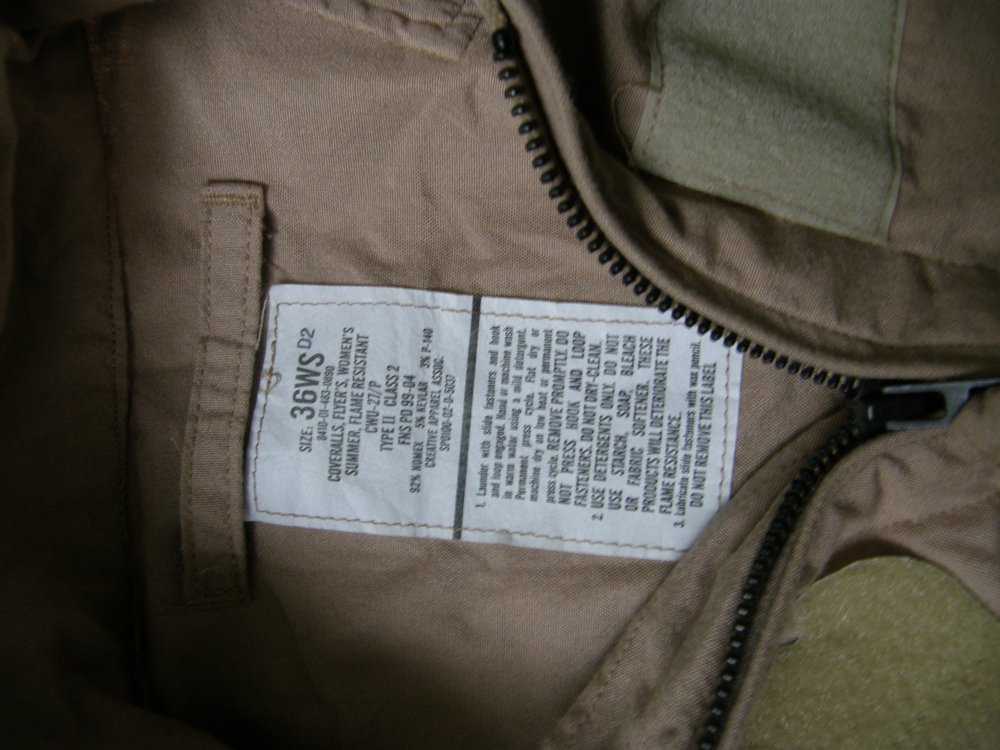 SIZE: 36WS D2
8410-01-483-0090
COVERALLS, FLYER'S, WOMEN'S
SUMMER, FLAME RESISTANT
CWU-27/P
TYPE II CLASS 2
FNS PD 99-04
92% NOMEX 5% KEVLAR 3% P-140
CREATIVE APPAREL ASSOC.
SPO100-02-D-5037
1. Launder with slide fasteners and hook
and loop engaged. Hand or machine wash
in warm water using a mild detergent.
Permanent press cycle. Flat dry or
machine dry on low heat or permanent
press cycle. REMOVE PROMPTLY. DO
NOT PRESS HOOK AND LOOP
FASTENERS. DO NOT DRY-CLEAN.
2. USE DETERGENTS ONLY. DO NOT
USE STARCH, SOAP, BLEACH
OR FABRIC SOFTENER. THESE
PRODUCTS WILL DETERIORATE THE
FLAME RESISTANCE.
3. Lubricate slide fasteners with wax pencil.
DO NOT REMOVE THIS LABEL